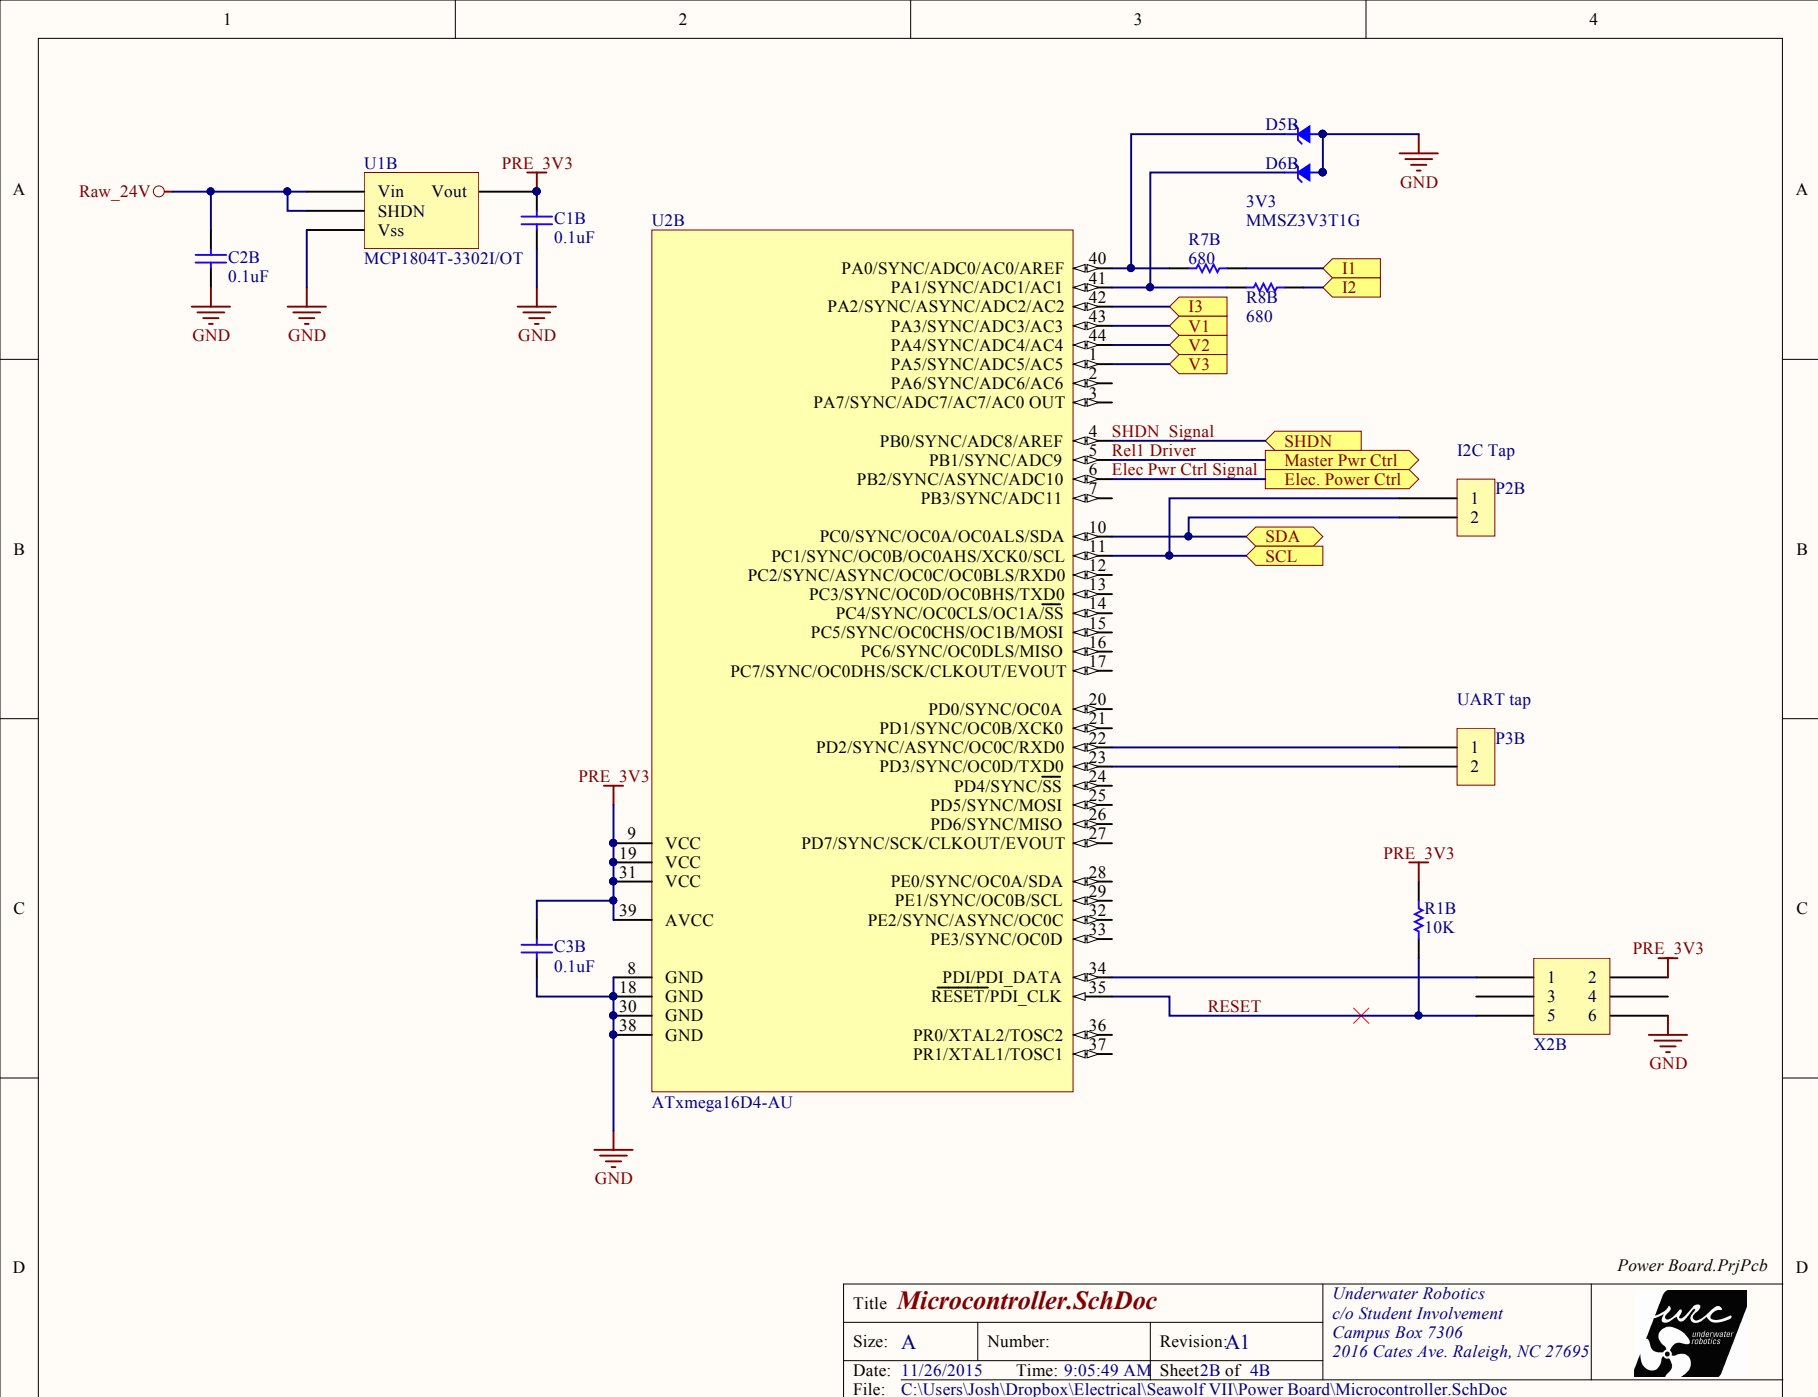 1 2 3 4
A A
B B
C C
D D
Raw_24V
U1B
Vin Vout
SHDN
Vss
MCP1804T-3302I/OT
PRE_3V3
C1B
0.1uF
C2B
0.1uF
GND
GND
GND
D5B
D6B
GND
3V3
MMSZ3V3T1G
R7B
680
I1
I2
R8B
680
I3
V1
V2
V3
U2B
PA0/SYNC/ADC0/AC0/AREF 40
PA1/SYNC/ADC1/AC1 41
PA2/SYNC/ASYNC/ADC2/AC2 42
PA3/SYNC/ADC3/AC3 43
PA4/SYNC/ADC4/AC4 44
PA5/SYNC/ADC5/AC5 1
PA6/SYNC/ADC6/AC6 2
PA7/SYNC/ADC7/AC7/AC0 OUT 3
PB0/SYNC/ADC8/AREF 4 SHDN_Signal SHDN
PB1/SYNC/ADC9 5 Rel1 Driver Master Pwr Ctrl
PB2/SYNC/ASYNC/ADC10 6 Elec Pwr Ctrl Signal Elec. Power Ctrl
PB3/SYNC/ADC11 7
I2C Tap
P2B
1
2
PC0/SYNC/OC0A/OC0ALS/SDA 10 SDA
PC1/SYNC/OC0B/OC0AHS/XCK0/SCL 11 SCL
PC2/SYNC/ASYNC/OC0C/OC0BLS/RXD0 12
PC3/SYNC/OC0D/OC0BHS/TXD0 13
PC4/SYNC/OC0CLS/OC1A/SS 14
PC5/SYNC/OC0CHS/OC1B/MOSI 15
PC6/SYNC/OC0DLS/MISO 16
PC7/SYNC/OC0DHS/SCK/CLKOUT/EVOUT 17
PD0/SYNC/OC0A 20
PD1/SYNC/OC0B/XCK0 21
PD2/SYNC/ASYNC/OC0C/RXD0 22
PD3/SYNC/OC0D/TXD0 23
PD4/SYNC/SS 24
PD5/SYNC/MOSI 25
PD6/SYNC/MISO 26
PD7/SYNC/SCK/CLKOUT/EVOUT 27
UART tap
P3B
1
2
PE0/SYNC/OC0A/SDA 28
PE1/SYNC/OC0B/SCL 29
PE2/SYNC/ASYNC/OC0C 32
PE3/SYNC/OC0D 33
PDI/PDI_DATA 34
RESET/PDI_CLK 35
RESET
PR0/XTAL2/TOSC2 36
PR1/XTAL1/TOSC1 37
PRE_3V3
9 VCC
19 VCC
31 VCC
39 AVCC
C3B
0.1uF
8 GND
18 GND
30 GND
38 GND
GND
ATxmega16D4-AU
PRE_3V3
R1B
10K
PRE_3V3
1 2
3 4
5 6
X2B
GND
Power Board.PrjPcb
Title Microcontroller.SchDoc
Size: A Number: Revision: A1
Date: 11/26/2015 Time: 9:05:49 AM Sheet 2B of 4B
File: C:\Users\Josh\Dropbox\Electrical\Seawolf VII\Power Board\Microcontroller.SchDoc
Underwater Robotics
c/o Student Involvement
Campus Box 7306
2016 Cates Ave. Raleigh, NC 27695
urc
underwater
robotics